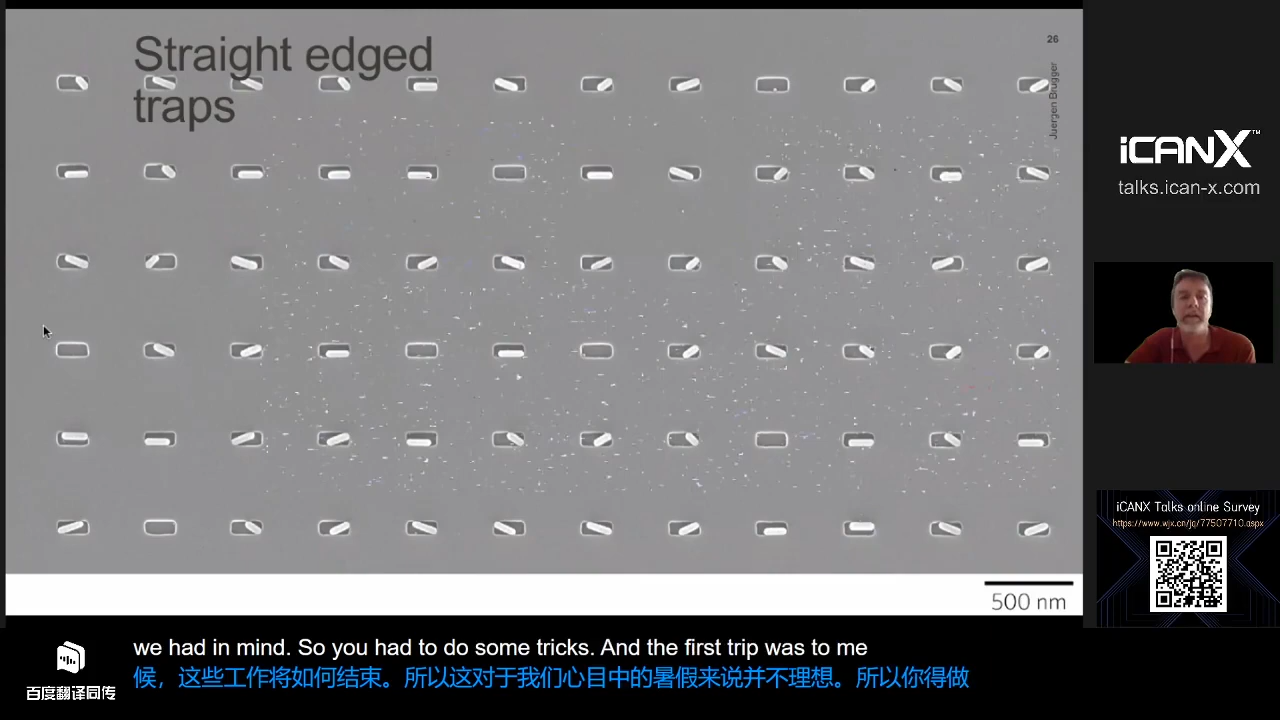 Straight edged
traps
26
Juergen Brugger
500 nm
iCANX™
talks.ican-x.com
iCANX Talks online Survey
https://www.wjx.cn/jq/77507710.aspx
we had in mind. So you had to do some tricks. And the first trip was to me
候，这些工作将如何结束。所以这对于我们心目中的暑假来说并不理想。所以你得做
百度翻译同传